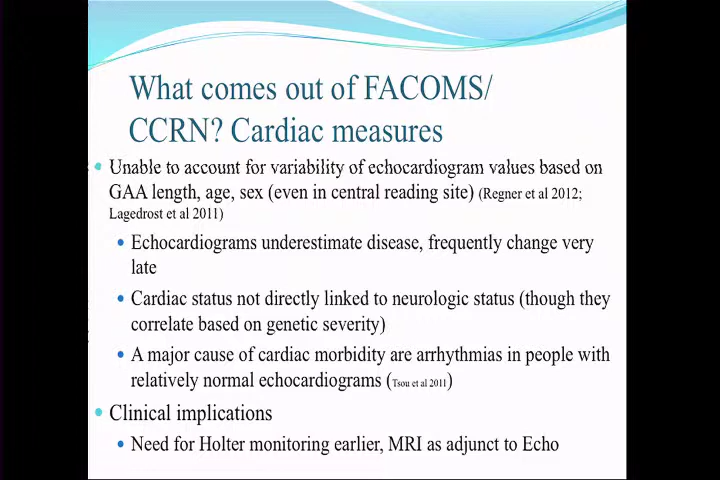 What comes out of FACOMS/
CCRN? Cardiac measures
Unable to account for variability of echocardiogram values based on
GAA length, age, sex (even in central reading site) (Regner et al 2012;
Lagedrost et al 2011)
Echocardiograms underestimate disease, frequently change very
late
Cardiac status not directly linked to neurologic status (though they
correlate based on genetic severity)
A major cause of cardiac morbidity are arrhythmias in people with
relatively normal echocardiograms (Tsou et al 2011)
Clinical implications
Need for Holter monitoring earlier, MRI as adjunct to Echo